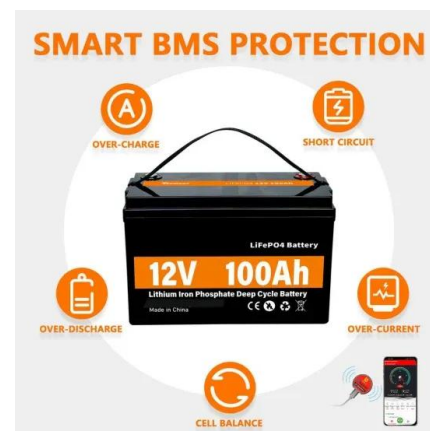 SMART BMS PROTECTION
A
OVER-CHARGE
SHORT CIRCUIT
LiFePO4 Battery
12V 100Ah
Lithium Iron Phosphate Deep Cycle Battery
Made in China
CE
OVER-DISCHARGE
OVER-CURRENT
CELL BALANCE